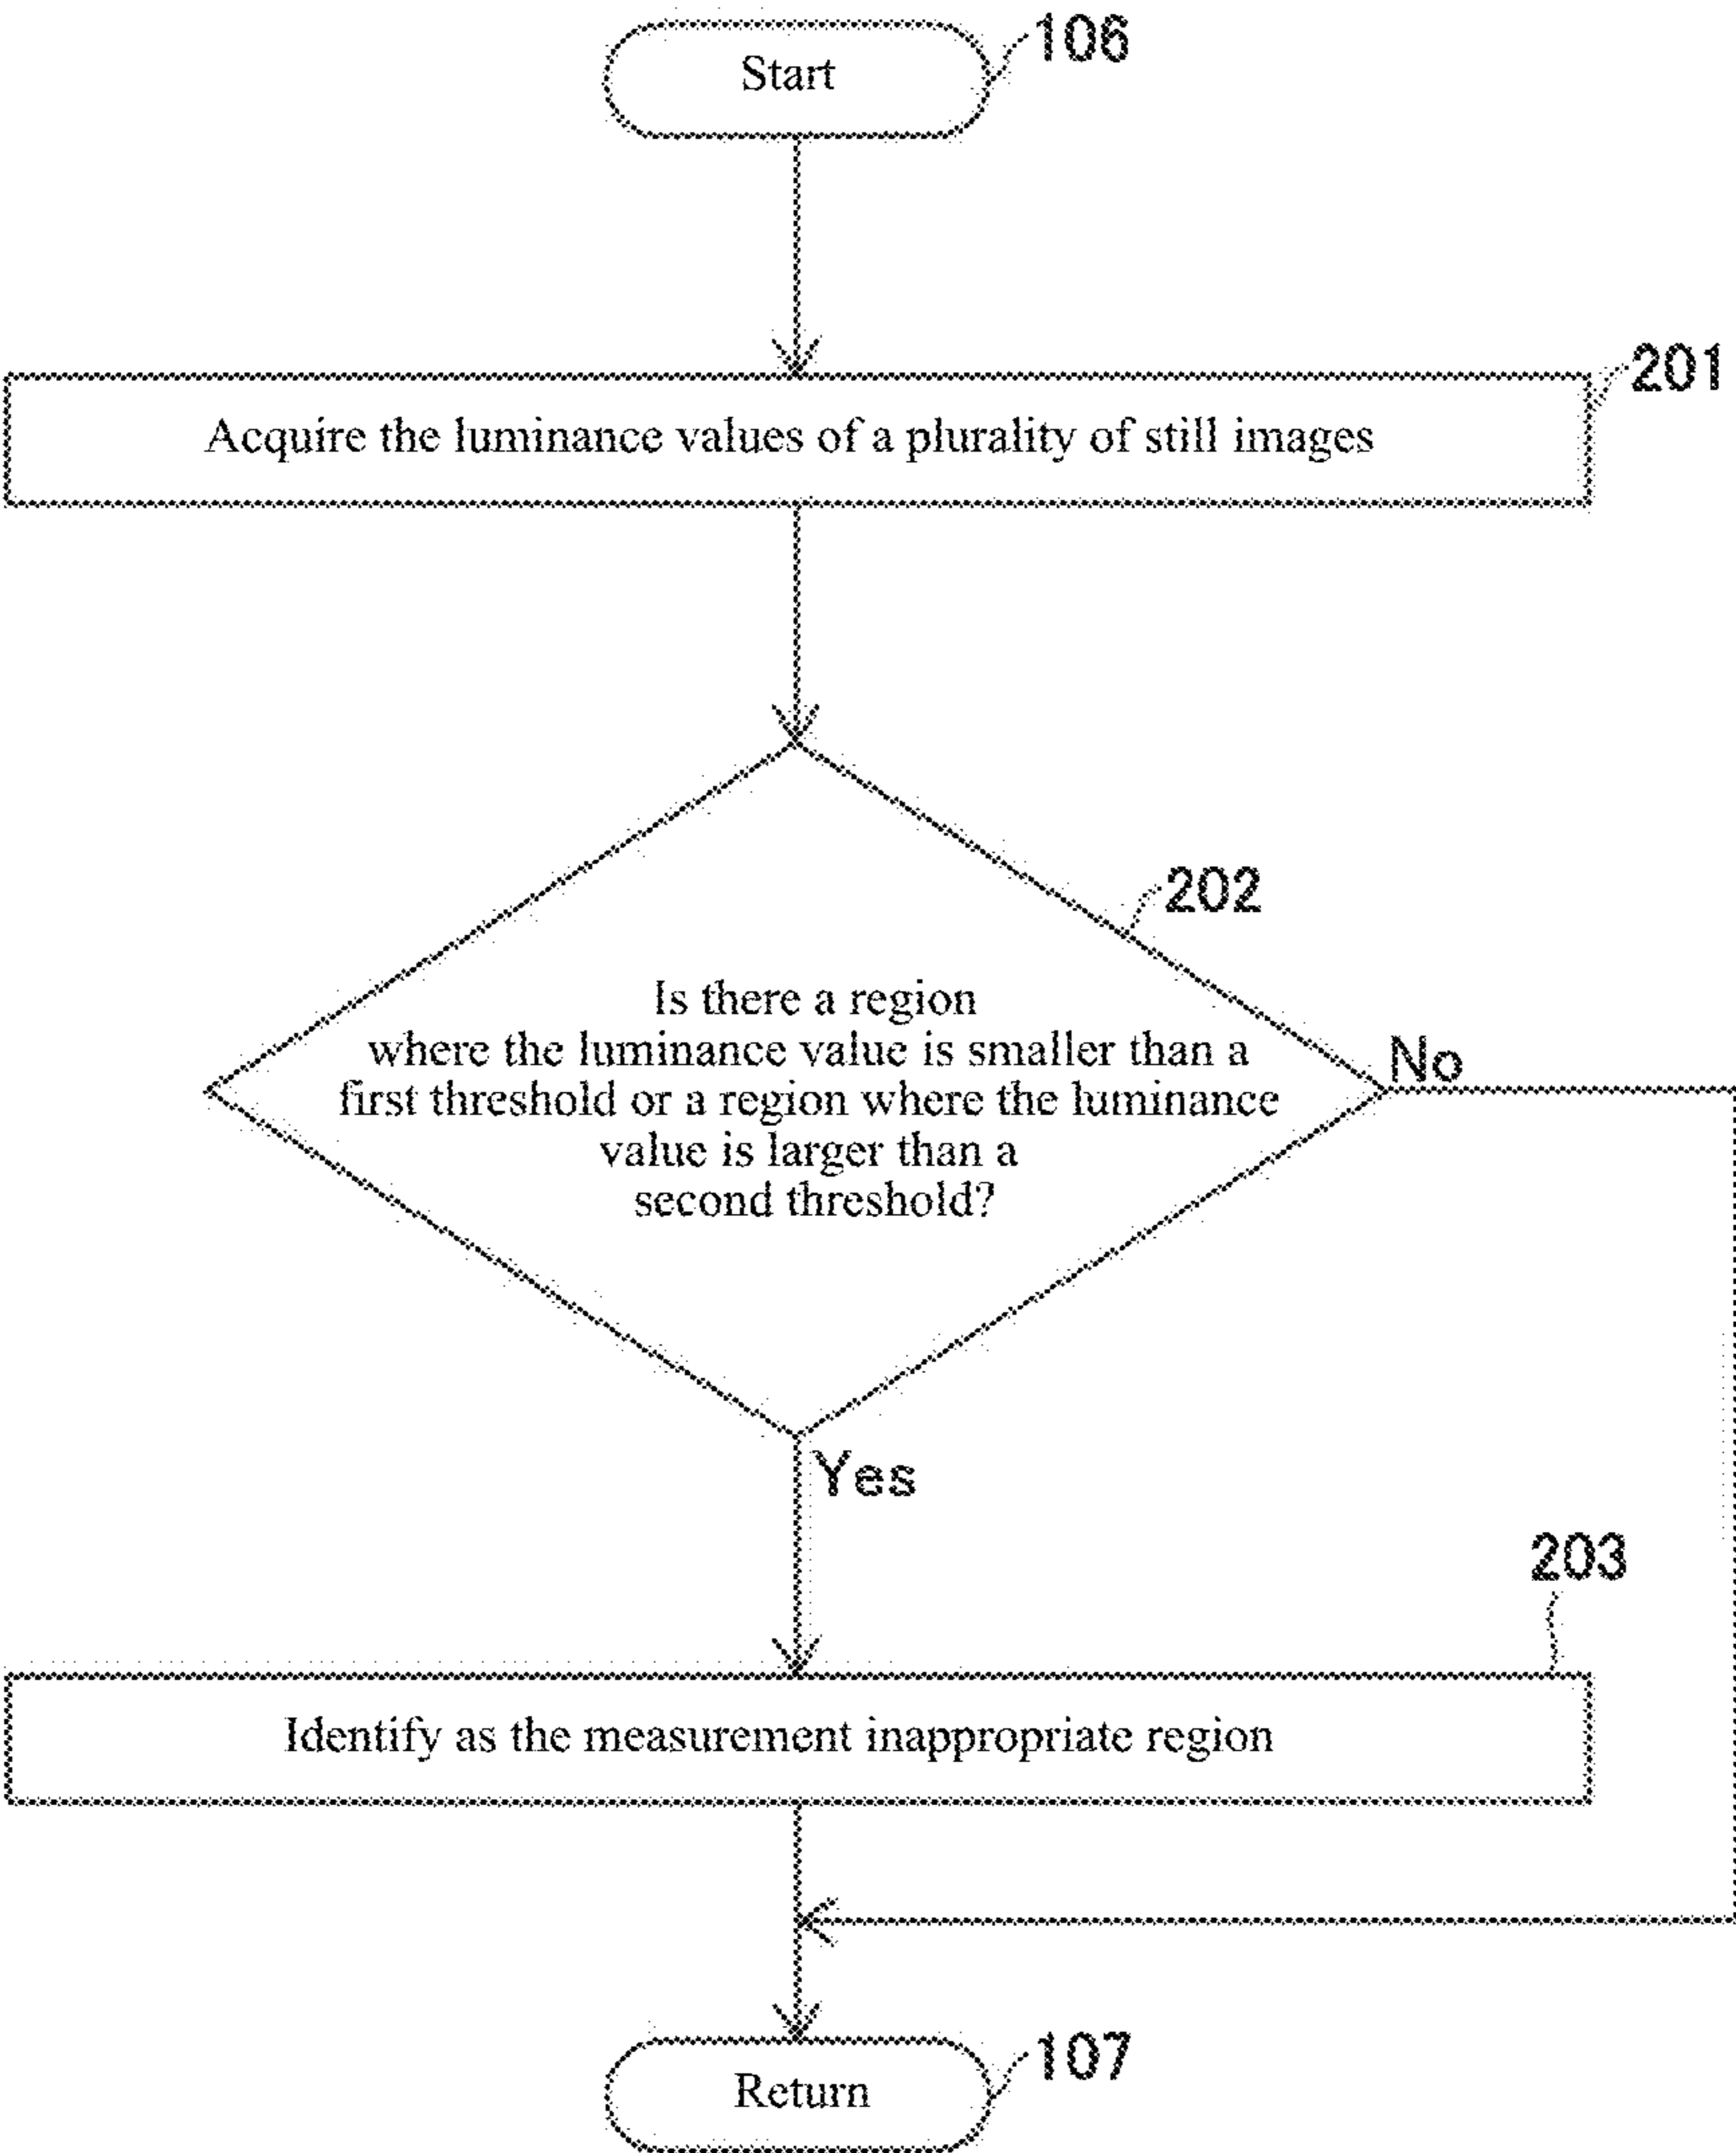 Start
106
Acquire the luminance values of a plurality of still images
201
202
Is there a region
where the luminance value is smaller than a
first threshold or a region where the luminance
value is larger than a
second threshold?
No
Yes
203
Identify as the measurement inappropriate region
Return
107